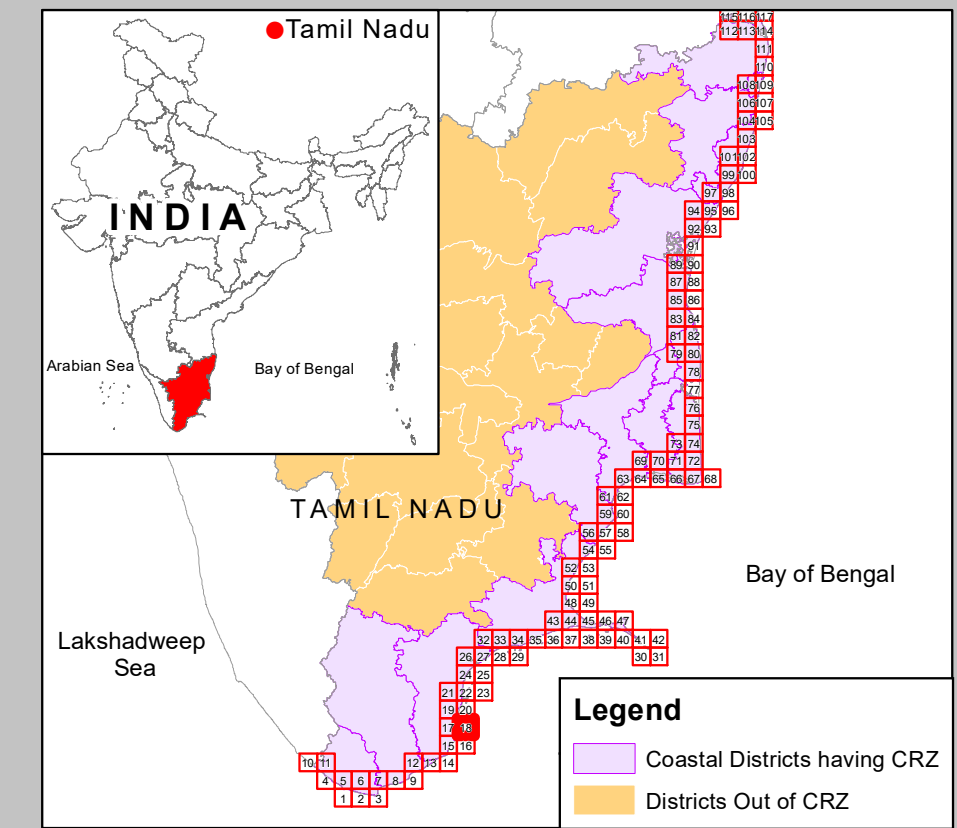 Tamil Nadu
INDIA
Arabian Sea
Bay of Bengal
115 116 117
112 113 114
111
110
108 109
106 107
104 105
103
101 102
99 100
97 98
94 95 96
92 93
91
89 90
87 88
85 86
83 84
81 82
79 80
78
77
76
75
73 74
69 70 71 72
63 64 65 66 67 68
61 62
TAMIL NADU
59 60
56 57 58
54 55
52 53
Bay of Bengal
50 51
48 49
43 44 45 46 47
Lakshadweep
Sea
32 33 34 35 36 37 38 39 40 41 42
26 27 28 29 30 31
24 25
21 22 23
19 20
17 18
15 16
10 11 12 13 14
4 5 6 7 8 9
1 2 3
Legend
Coastal Districts having CRZ
Districts Out of CRZ